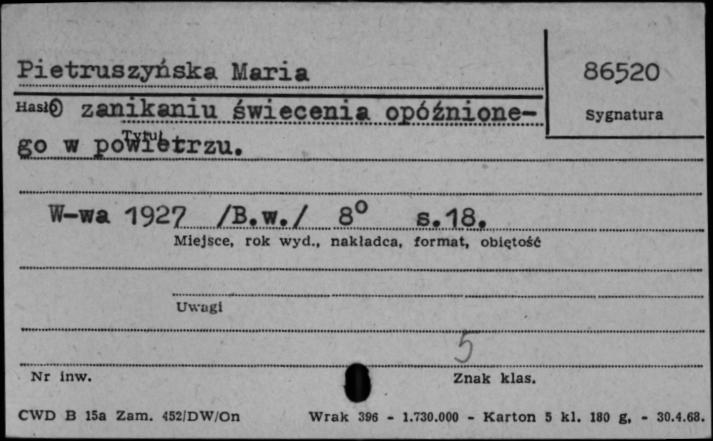 Pietruszyńska Maria
86520
Hasło O zanikaniu świecenia opóźnione-
Sygnatura
Tytuł
go w powietrzu.
W-wa 1927 /B.w./ 8° s.18.
Miejsce, rok wyd., nakładca, format, objętość
Uwagi
5
Nr inw.
Znak klas.
CWD B 15a Zam. 452/DW/On Wrak 396 - 1.730.000 - Karton 5 kl. 180 g. - 30.4.68.